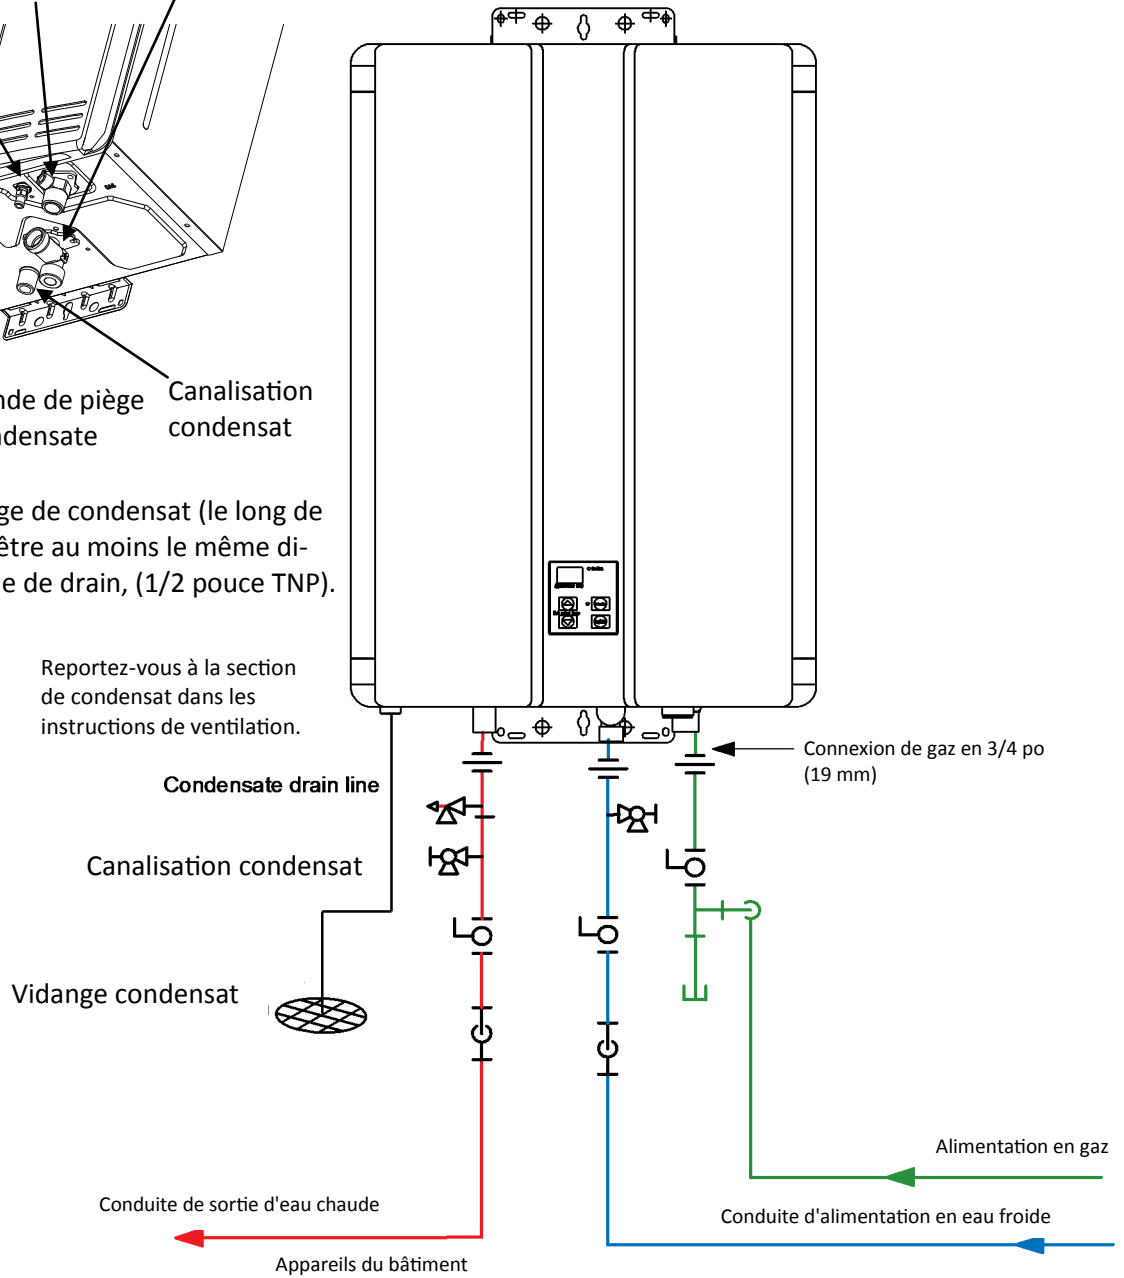 nde de piège
ndensate
Canalisation
condensat
ge de condensat (le long de
être au moins le même di-
e de drain, (1/2 pouce TNP).
Reportez-vous à la section
de condensat dans les
instructions de ventilation.
Connexion de gaz en 3/4 po
(19 mm)
Condensate drain line
Canalisation condensat
Vidange condensat
Alimentation en gaz
Conduite de sortie d'eau chaude
Conduite d'alimentation en eau froide
Appareils du bâtiment